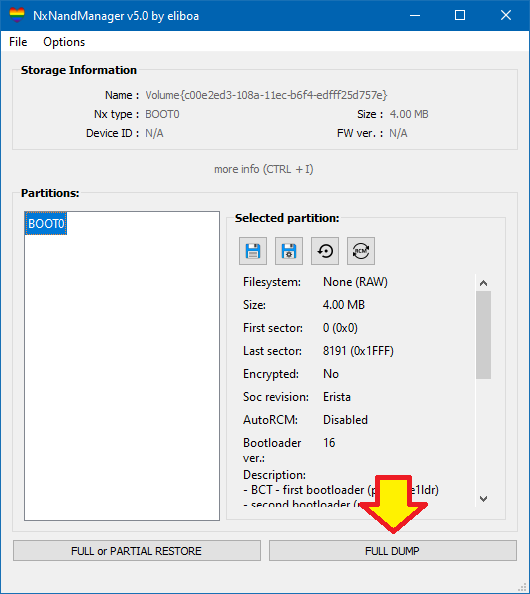 NxNandManager v5.0 by eliboa
File Options
Storage Information
Name : Volume{c00e2ed3-108a-11ec-b6f4-edfff25d757e}
Nx type : BOOT0 Size : 4.00 MB
Device ID : N/A FW ver. : N/A
more info (CTRL + I)
Partitions:
BOOT0
Selected partition:
RCM
Filesystem: None (RAW)
Size: 4.00 MB
First sector: 0 (0x0)
Last sector: 8191 (0x1FFF)
Encrypted: No
Soc revision: Erista
AutoRCM: Disabled
Bootloader 16
ver.:
Description:
- BCT - first bootloader
- second bootloader
FULL or PARTIAL RESTORE FULL DUMP